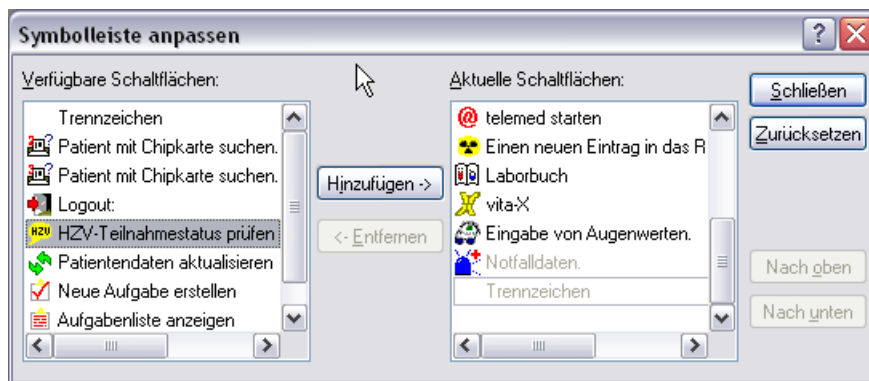 Symbolleiste anpassen
Verfügbare Schaltflächen:
Trennzeichen
Patient mit Chipkarte suchen.
Patient mit Chipkarte suchen.
Logout:
HZV HZV-Teilnahmestatus prüfen
Patientendaten aktualisieren
Neue Aufgabe erstellen
Aufgabenliste anzeigen
Hinzufügen ->
<- Entfernen
Aktuelle Schaltflächen:
@ telemed starten
Einen neuen Eintrag in das R
Laborbuch
vita-X
Eingabe von Augenwerten.
Notfalldaten.
Trennzeichen
Schließen
Zurücksetzen
Nach oben
Nach unten